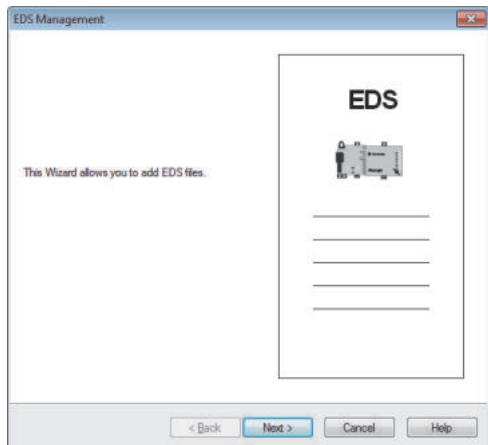 EDS Management
This Wizard allows you to add EDS files.
EDS
< Back
Next >
Cancel
Help